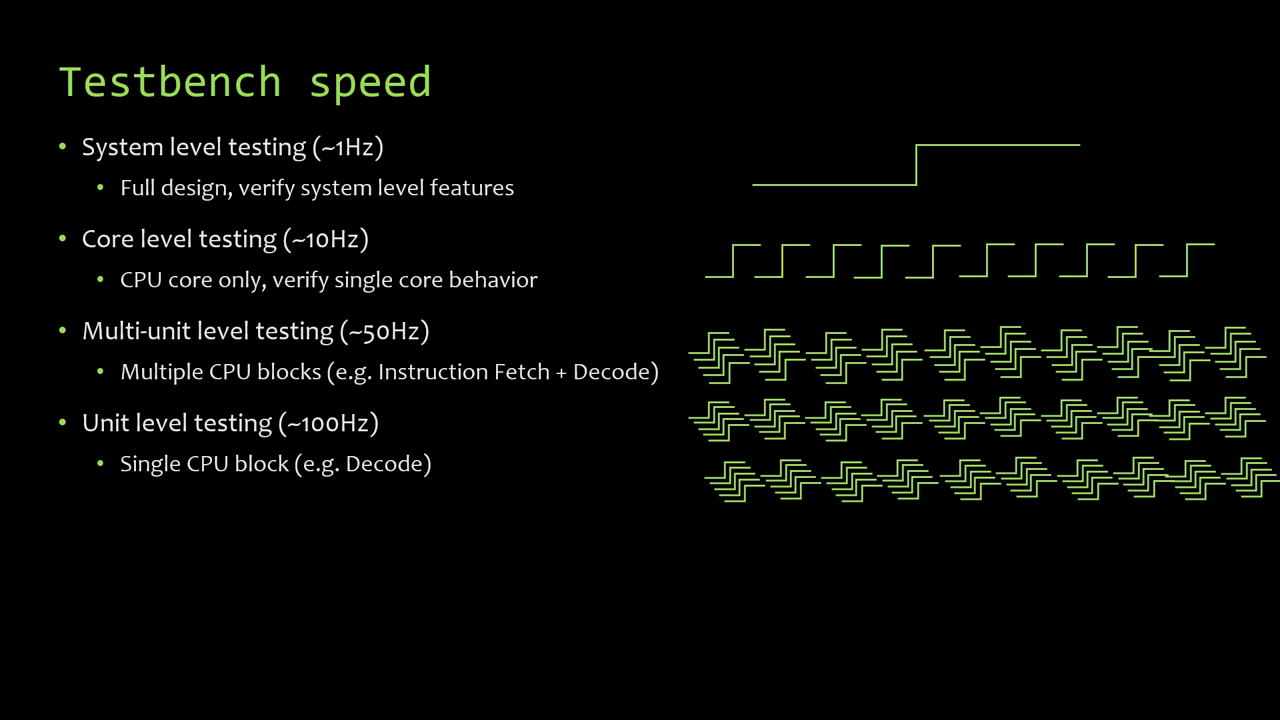 Testbench speed
• System level testing (~1Hz)
• Full design, verify system level features
• Core level testing (~10Hz)
• CPU core only, verify single core behavior
• Multi-unit level testing (~50Hz)
• Multiple CPU blocks (e.g. Instruction Fetch + Decode)
• Unit level testing (~100Hz)
• Single CPU block (e.g. Decode)